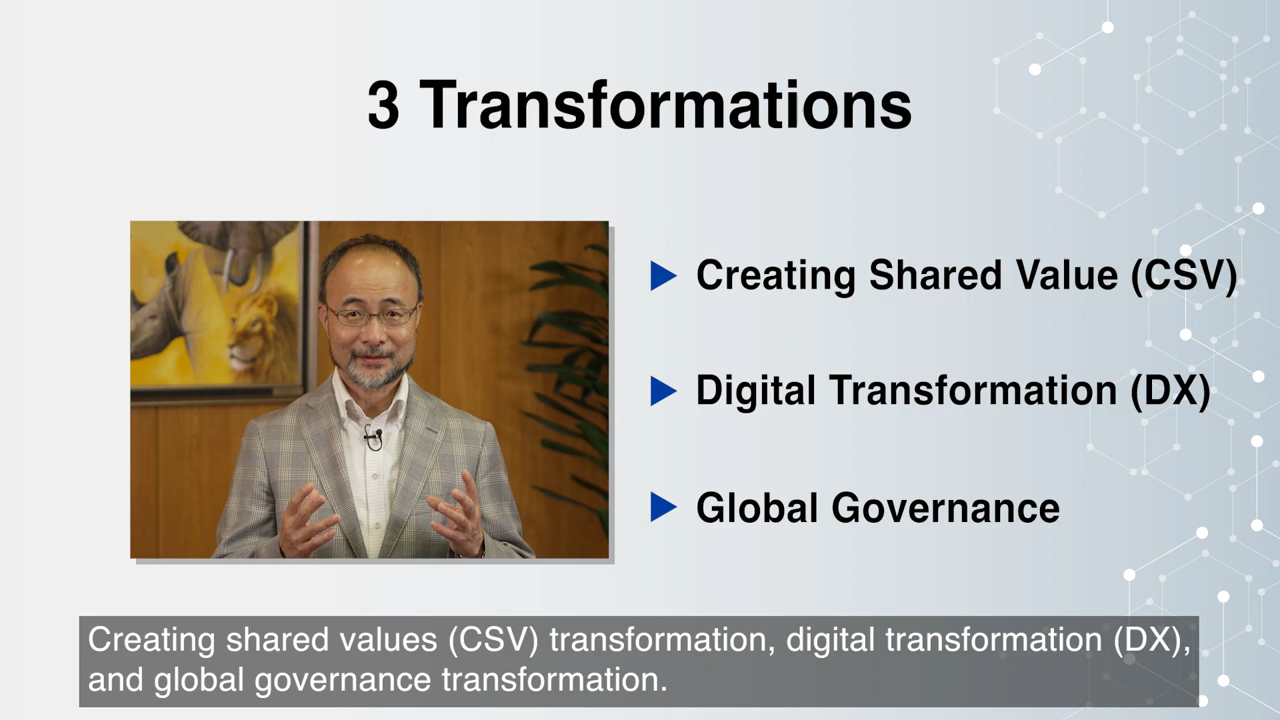 3 Transformations
Creating Shared Value (CSV)
Digital Transformation (DX)
Global Governance
Creating shared values (CSV) transformation, digital transformation (DX),
and global governance transformation.